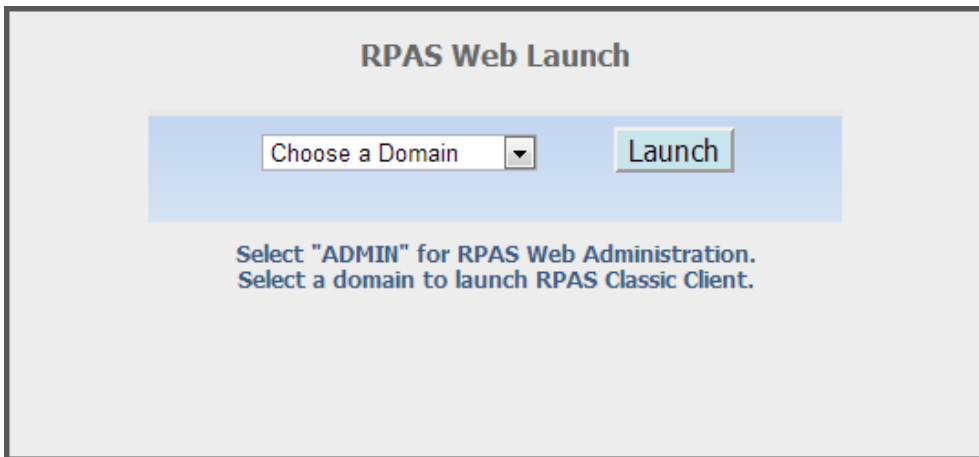 RPAS Web Launch
Choose a Domain
Launch
Select "ADMIN" for RPAS Web Administration.
Select a domain to launch RPAS Classic Client.